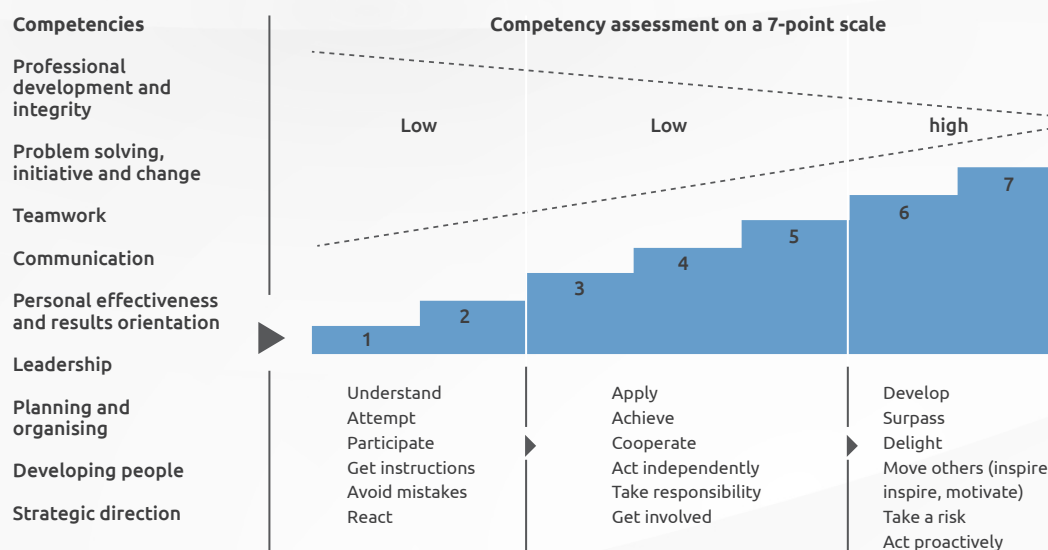 Competencies
Professional
development and
integrity
Problem solving,
initiative and change
Teamwork
Communication
Personal effectiveness
and results orientation
Leadership
Planning and
organising
Developing people
Strategic direction
Competency assessment on a 7-point scale
Low
Low
high
1
2
3
4
5
6
7
Understand
Attempt
Participate
Get instructions
Avoid mistakes
React
Apply
Achieve
Cooperate
Act independently
Take responsibility
Get involved
Develop
Surpass
Delight
Move others (inspire
inspire, motivate)
Take a risk
Act proactively